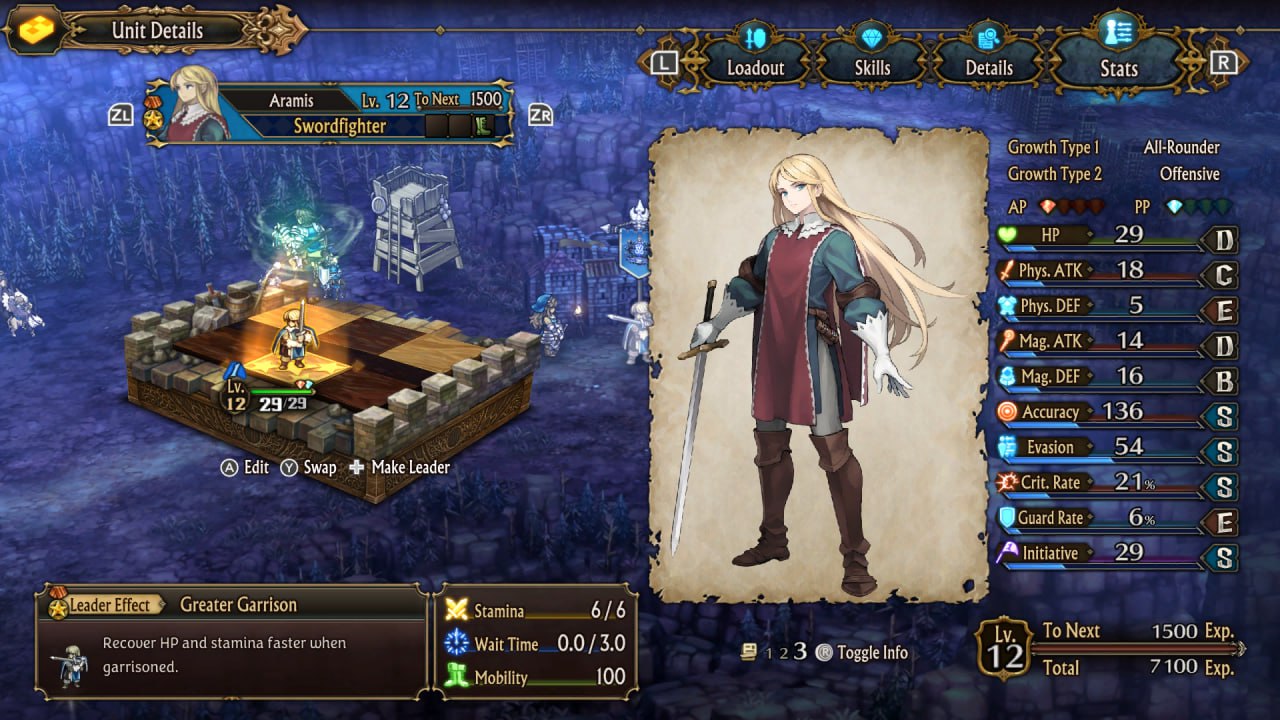 Unit Details
L
Loadout
Skills
Details
Stats
R
ZL
Aramis
Lv. 12 To Next 1500
Swordfighter
ZR
Growth Type 1 All-Rounder
Growth Type 2 Offensive
AP PP
HP 29 D
Phys. ATK 18 C
Phys. DEF 5 E
Mag. ATK 14 D
Mag. DEF 16 B
Accuracy 136 S
Evasion 54 S
Crit. Rate 21% S
Guard Rate 6% E
Initiative 29 S
Lv.
12 29/29
A Edit Y Swap Make Leader
Leader Effect Greater Garrison
Recover HP and stamina faster when
garrisoned.
Stamina 6/6
Wait Time 0.0/3.0
Mobility 100
1 2 3 R Toggle Info
Lv.
12
To Next 1500 Exp.
Total 7100 Exp.